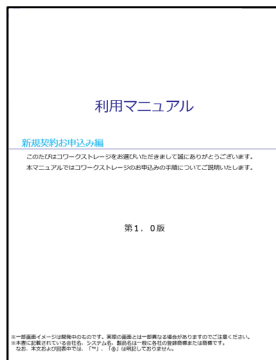 利用マニュアル
新規契約お申込み編
このたびはコワークストレージをお選びいただきまして誠にありがとうございます。
本マニュアルではコワークストレージのお申込みの手順についてご説明いたします。
第1．0版
※一部画面イメージは開発中のものです。実際の画面とは一部異なる場合がありますのでご注意ください。
※本書に記載されている会社名、システム名、製品名は一般に各社の登録商標または商標です。
なお、本文および図表中では、「™」、「®」は明記しておりません。